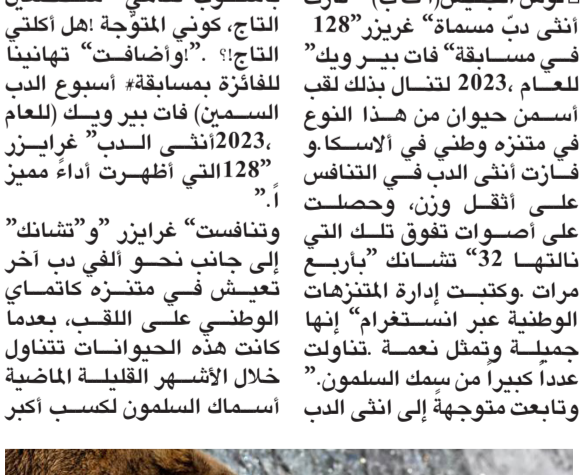 أنثى دبّ مسماة“ غريزر”128
في مسابقة“ فات بير ويك”
للعام ،2023 لتنال بذلك لقب
أسمن حيوان من هذا النوع
في متنزه وطني في ألاسكا.و
فازت أنثى الدب في التنافس
على أثقل وزن، وحصلت
على أصوات تفوق تلك التي
نالتها 32“ تشانك ”بأربع
مرات .وكتبت إدارة المتنزهات
الوطنية عبر انستغرام“ إنها
جميلة وتمثل نعمة .تناولت
عدداً كبيراً من سمك السلمون.”
وتابعت متوجهةً إلى انثى الدب
التاج، كوني المتوّجة !هل أكلتي
التاج!؟ .”!وأضافت“ تهانينا
للفائزة بمسابقة# أسبوع الدب
السمين) فات بير ويك (للعام
،2023أنثى الدب” غرايزر
”128التي أظهرت أداءً مميز
اً.”
وتنافست“ غرايزر ”و“تشانك”
إلى جانب نحو ألفي دب آخر
تعيش في متنزه كاتماي
الوطني على اللقب، بعدما
كانت هذه الحيوانات تتناول
خلال الأشهر القليلة الماضية
أسماك السلمون لكسب أكبر